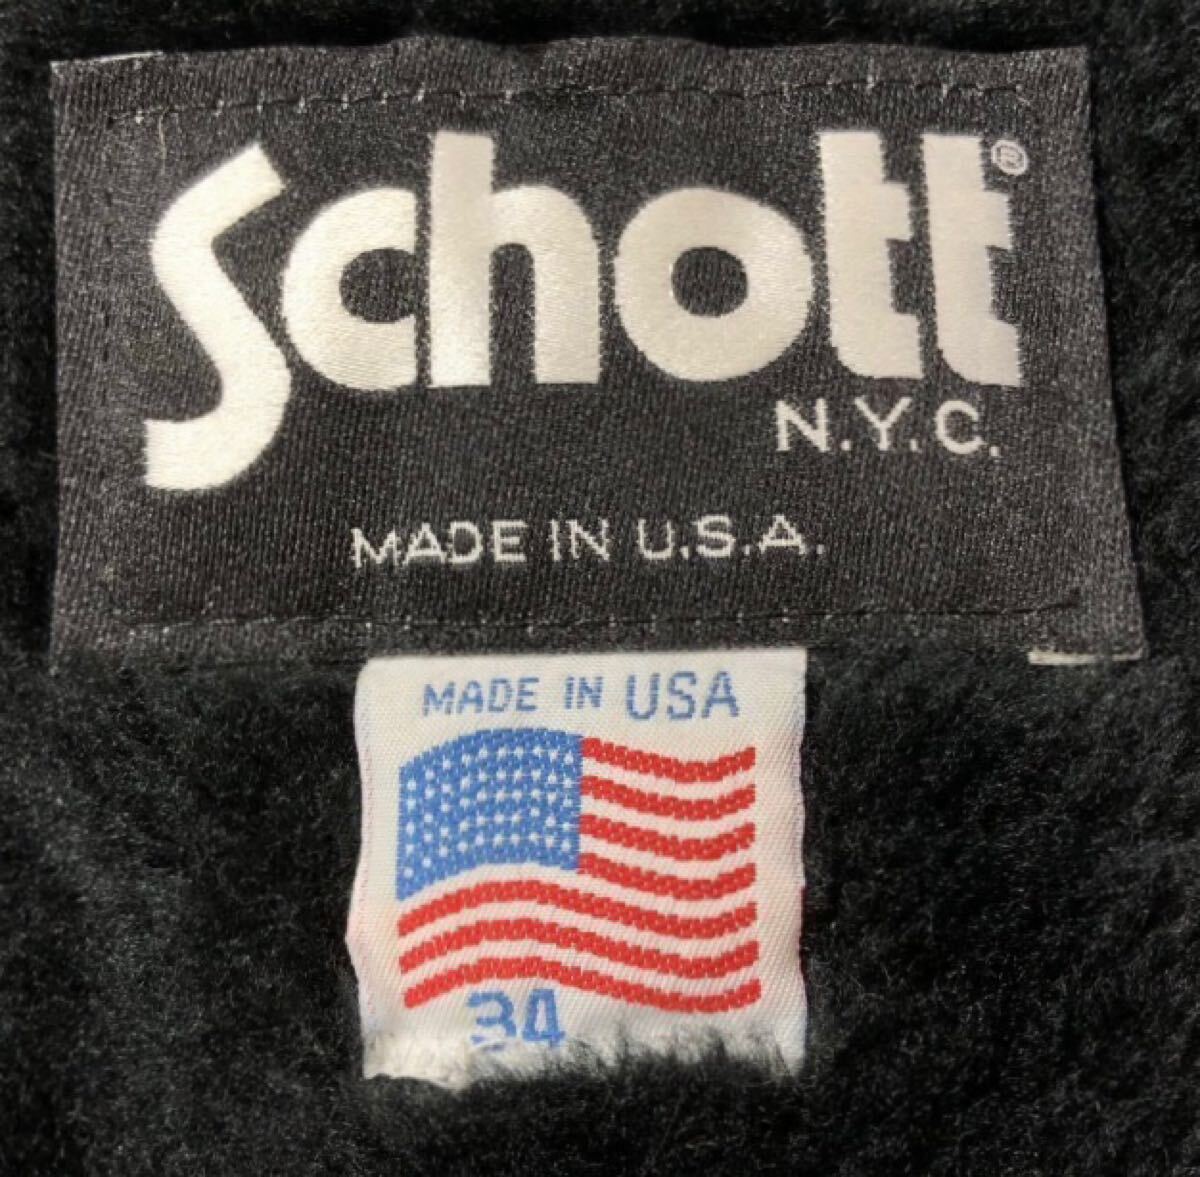 Schott®
N.Y.C.
MADE IN U.S.A.
MADE IN USA
34